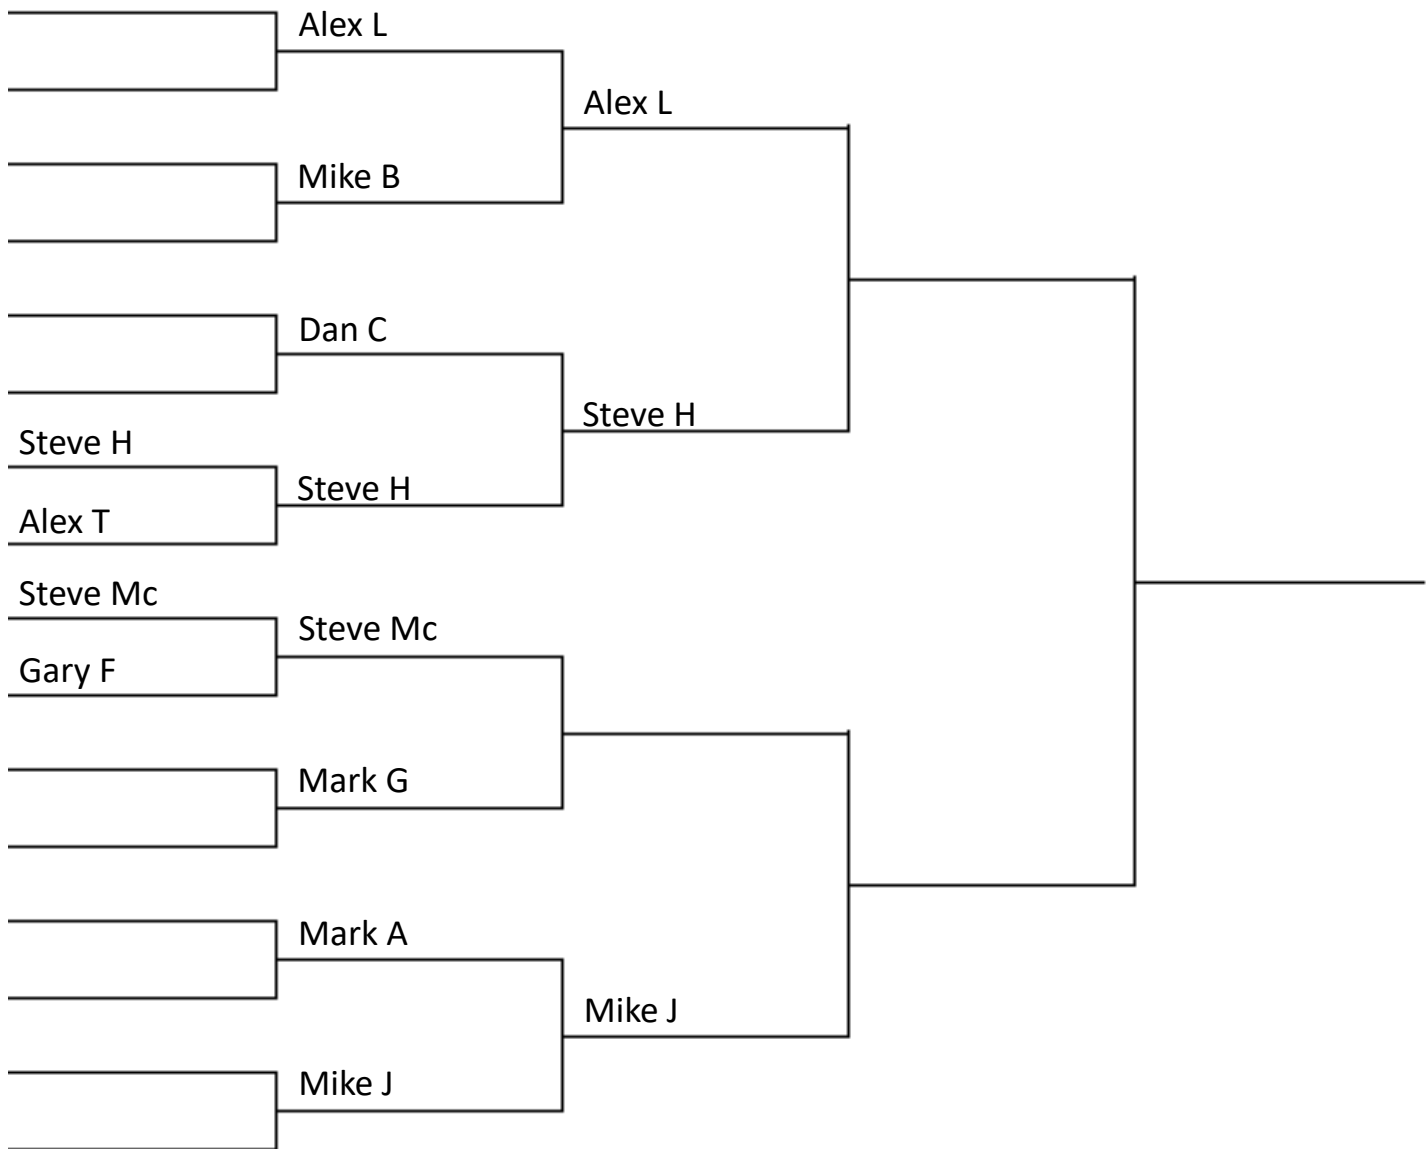 Alex L
Alex L
Mike B
Dan C
Steve H
Steve H
Steve H
Alex T
Steve Mc
Steve Mc
Gary F
Mark G
Mark A
Mike J
Mike J